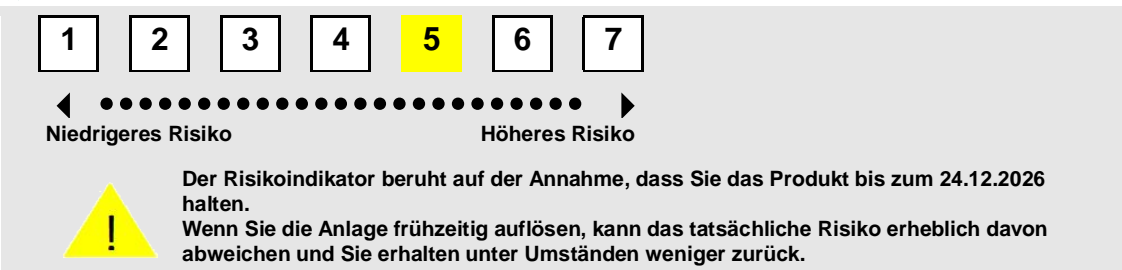 1 2 3 4 5 6 7
Niedrigeres Risiko Höheres Risiko
Der Risikoindikator beruht auf der Annahme, dass Sie das Produkt bis zum 24.12.2026
halten.
Wenn Sie die Anlage frühzeitig auflösen, kann das tatsächliche Risiko erheblich davon
abweichen und Sie erhalten unter Umständen weniger zurück.
!